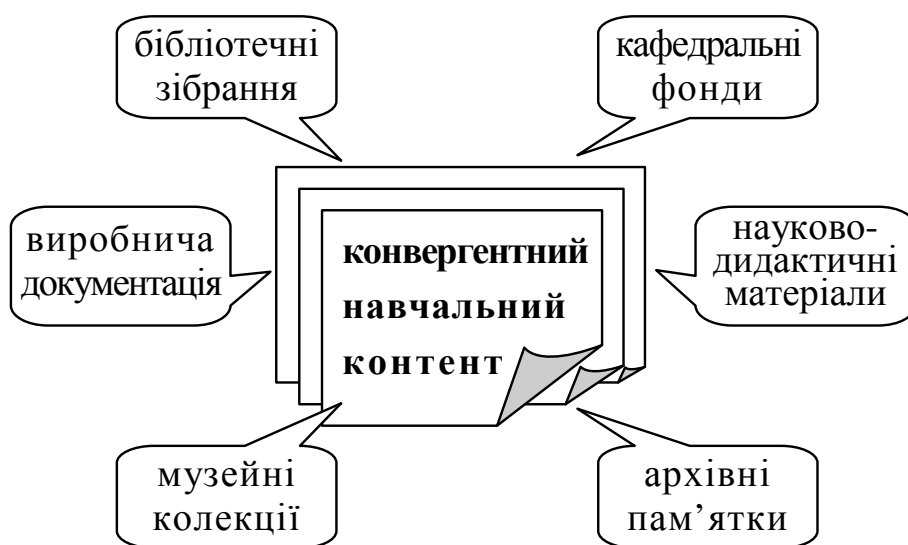 бібліотечні
зібрання
кафедральні
фонди
виробнича
документація
конвергентний
навчальний
контент
науково-
дидактичні
матеріали
музейні
колекції
архівні
пам’ятки